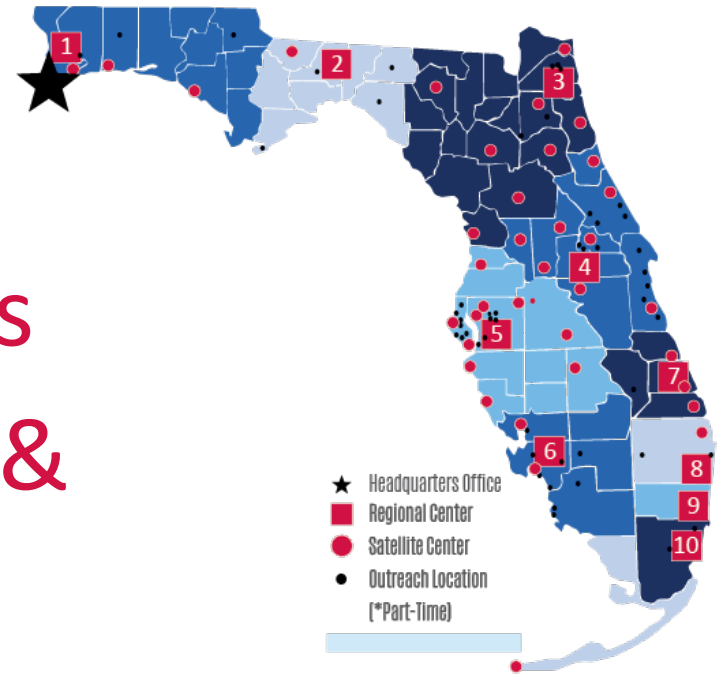 1
2
3
s
4
5
&
7
6
Headquarters Office
8
Regional Center
9
Satellite Center
10
Outreach Location
(*Part-Time)